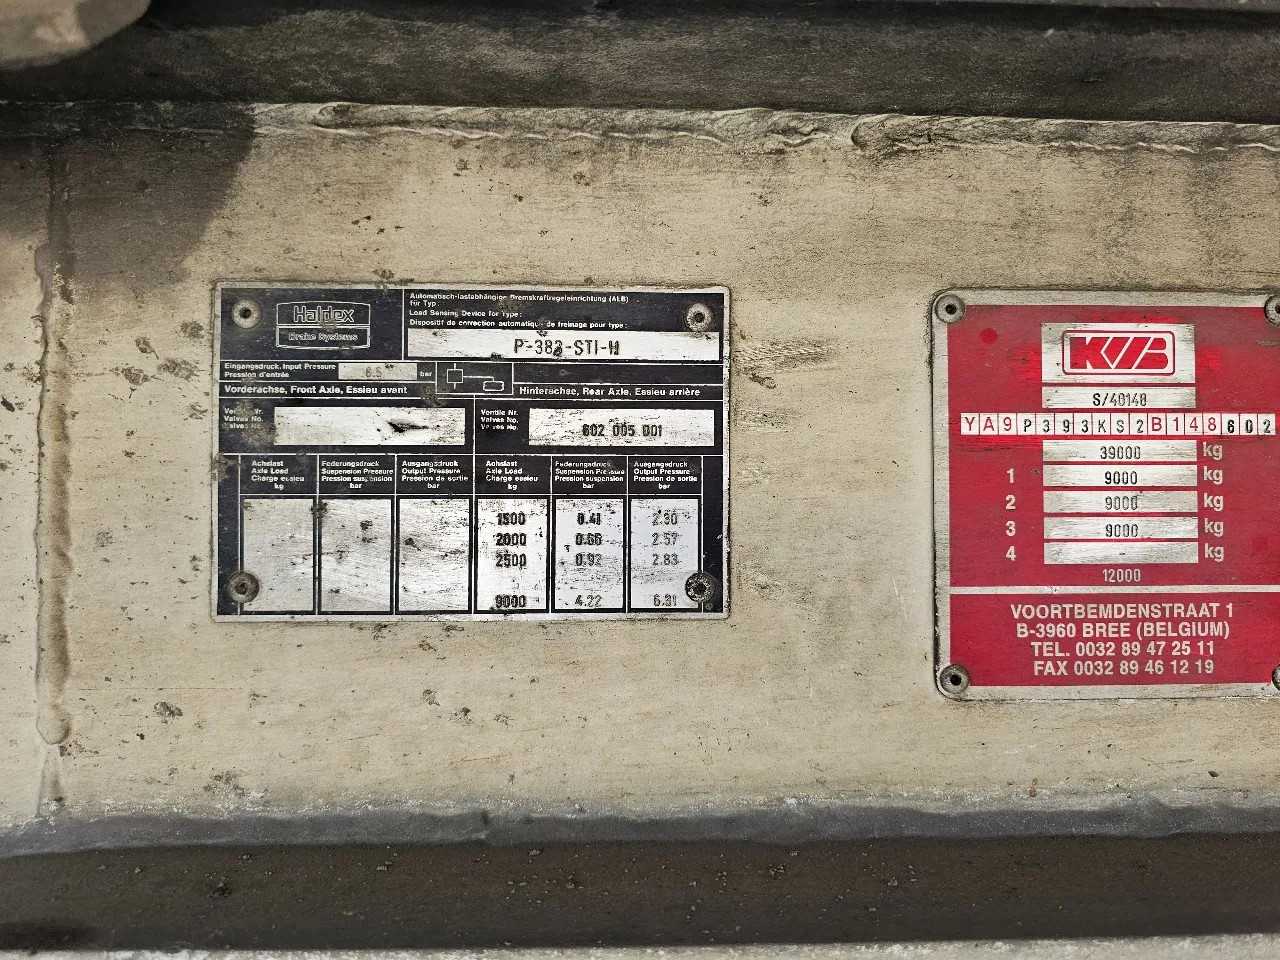 Haldex
Brake Systems
Automatisch-lastabhängige Bremskraftregeleinrichtung (ALB)
für Typ:
Load Sensing Device for Type:
Dispositif de correction automatique de freinage pour type:
P-383-STI-H
Eingangsdruck, Input Pressure
Pression d'entrée
6.5 bar
Vorderachse, Front Axle, Essieu avant
Hinterachse, Rear Axle, Essieu arrière
Ventile Nr.
Valves No.
Valves No.
Ventile Nr.
Valves No.
Valves No.
602 005 001
Achslast
Axle Load
Charge essieu
kg
Federungsdruck
Suspension Pressure
Pression suspension
bar
Ausgangsdruck
Output Pressure
Pression de sortie
bar
Achslast
Axle Load
Charge essieu
kg
Federungsdruck
Suspension Pressure
Pression suspension
bar
Ausgangsdruck
Output Pressure
Pression de sortie
bar
1500 0.41 2.30
2000 0.66 2.57
2500 0.92 2.83
9000 4.22 6.31
KVB
S/40148
YA9P393KS2B148602
39000 kg
1 9000 kg
2 9000 kg
3 9000 kg
4 kg
12000
VOORTBEMDENSTRAAT 1
B-3960 BREE (BELGIUM)
TEL. 0032 89 47 25 11
FAX 0032 89 46 12 19